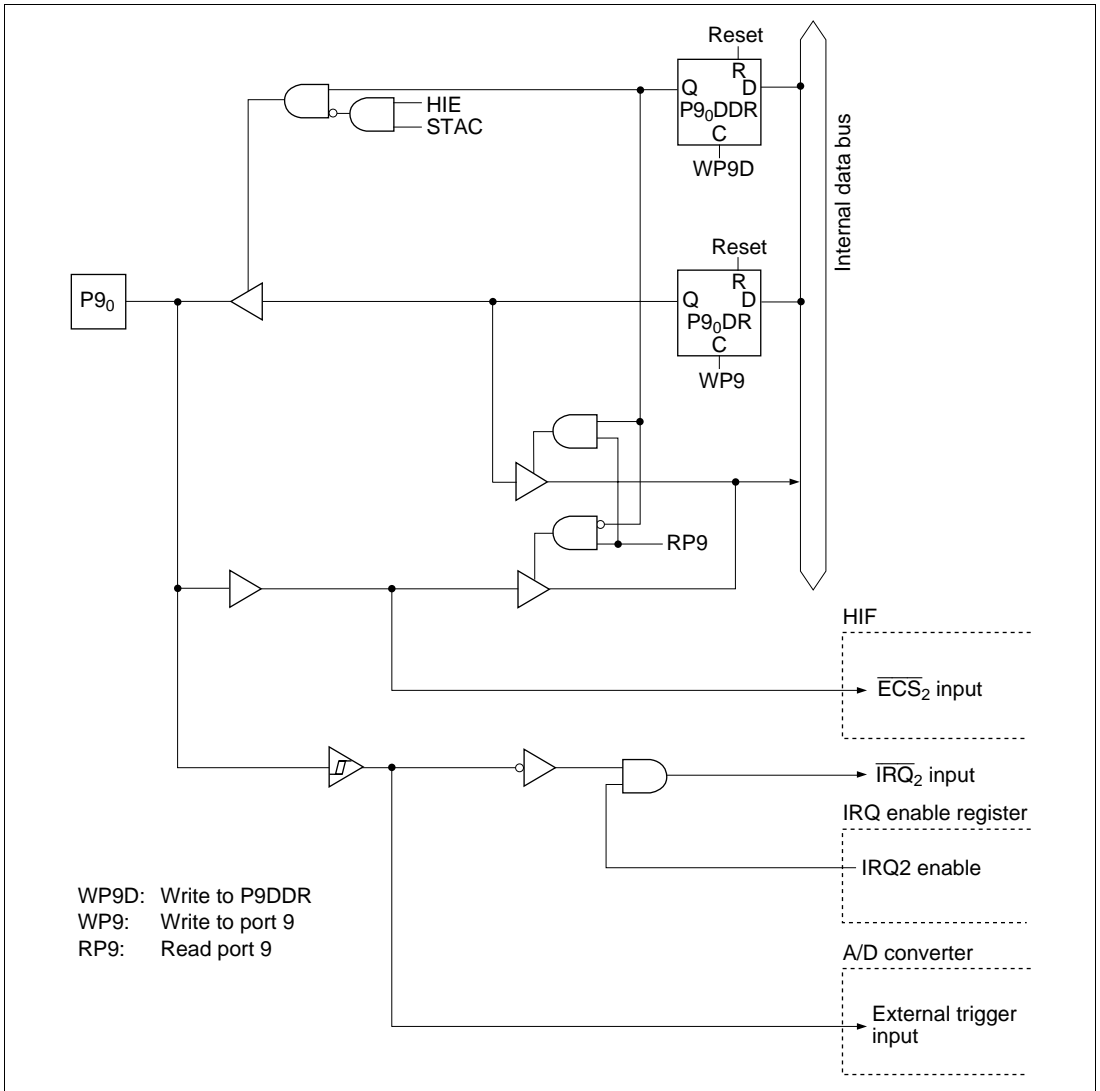 Reset
R
Q D
P9₀DDR
C
WP9D
HIE
STAC
Internal data bus
Reset
R
Q D
P9₀DR
C
WP9
P9₀
RP9
HIF
E̅C̅S̅₂ input
I̅R̅Q̅₂ input
IRQ enable register
IRQ2 enable
WP9D: Write to P9DDR
WP9: Write to port 9
RP9: Read port 9
A/D converter
External trigger
input